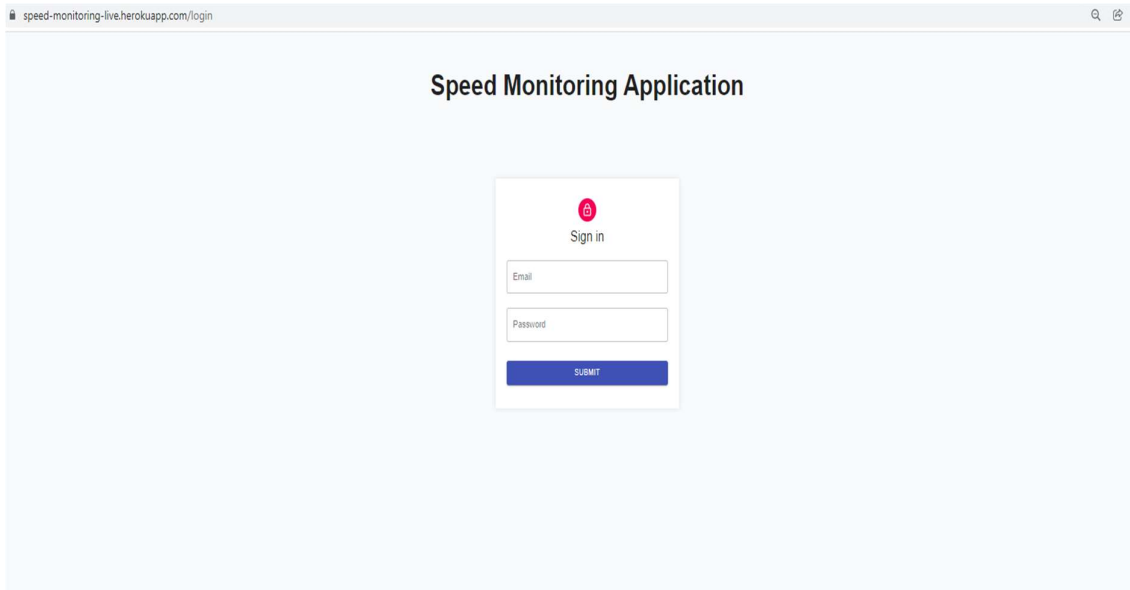 speed-monitoring-live.herokuapp.com/login
Speed Monitoring Application
Sign in
Email
Password
SUBMIT